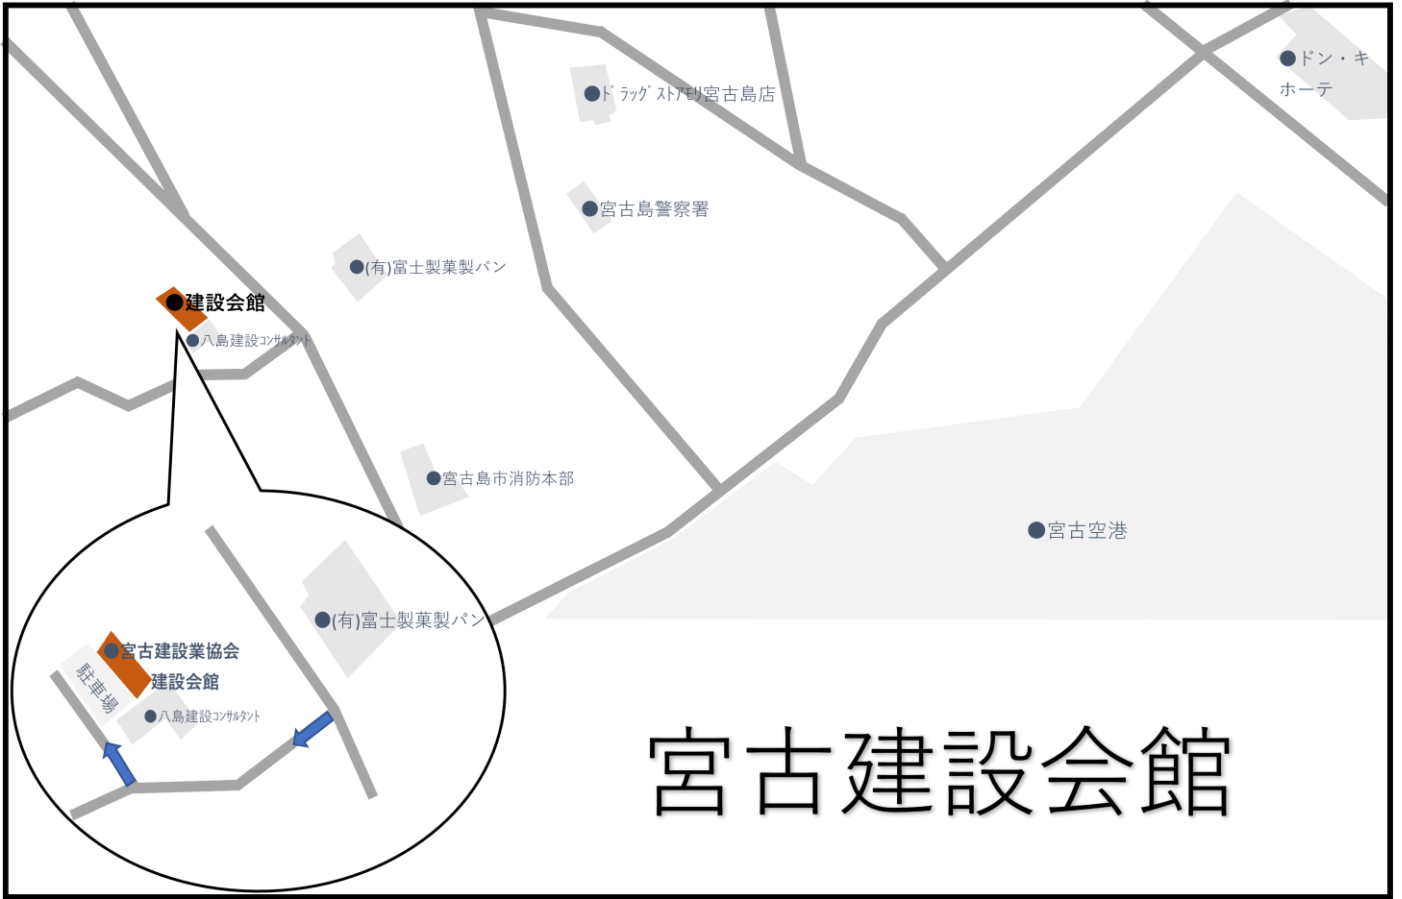 ドン・キ
ホーテ
ﾄﾞﾗｯｸﾞｽﾄｱﾓﾘ宮古島店
宮古島警察署
(有)富士製菓製パン
建設会館
八島建設ｺﾝｻﾙﾀﾝﾄ
宮古島市消防本部
宮古空港
(有)富士製菓製パン
宮古建設業協会
建設会館
駐車場
八島建設ｺﾝｻﾙﾀﾝﾄ
宮古建設会館